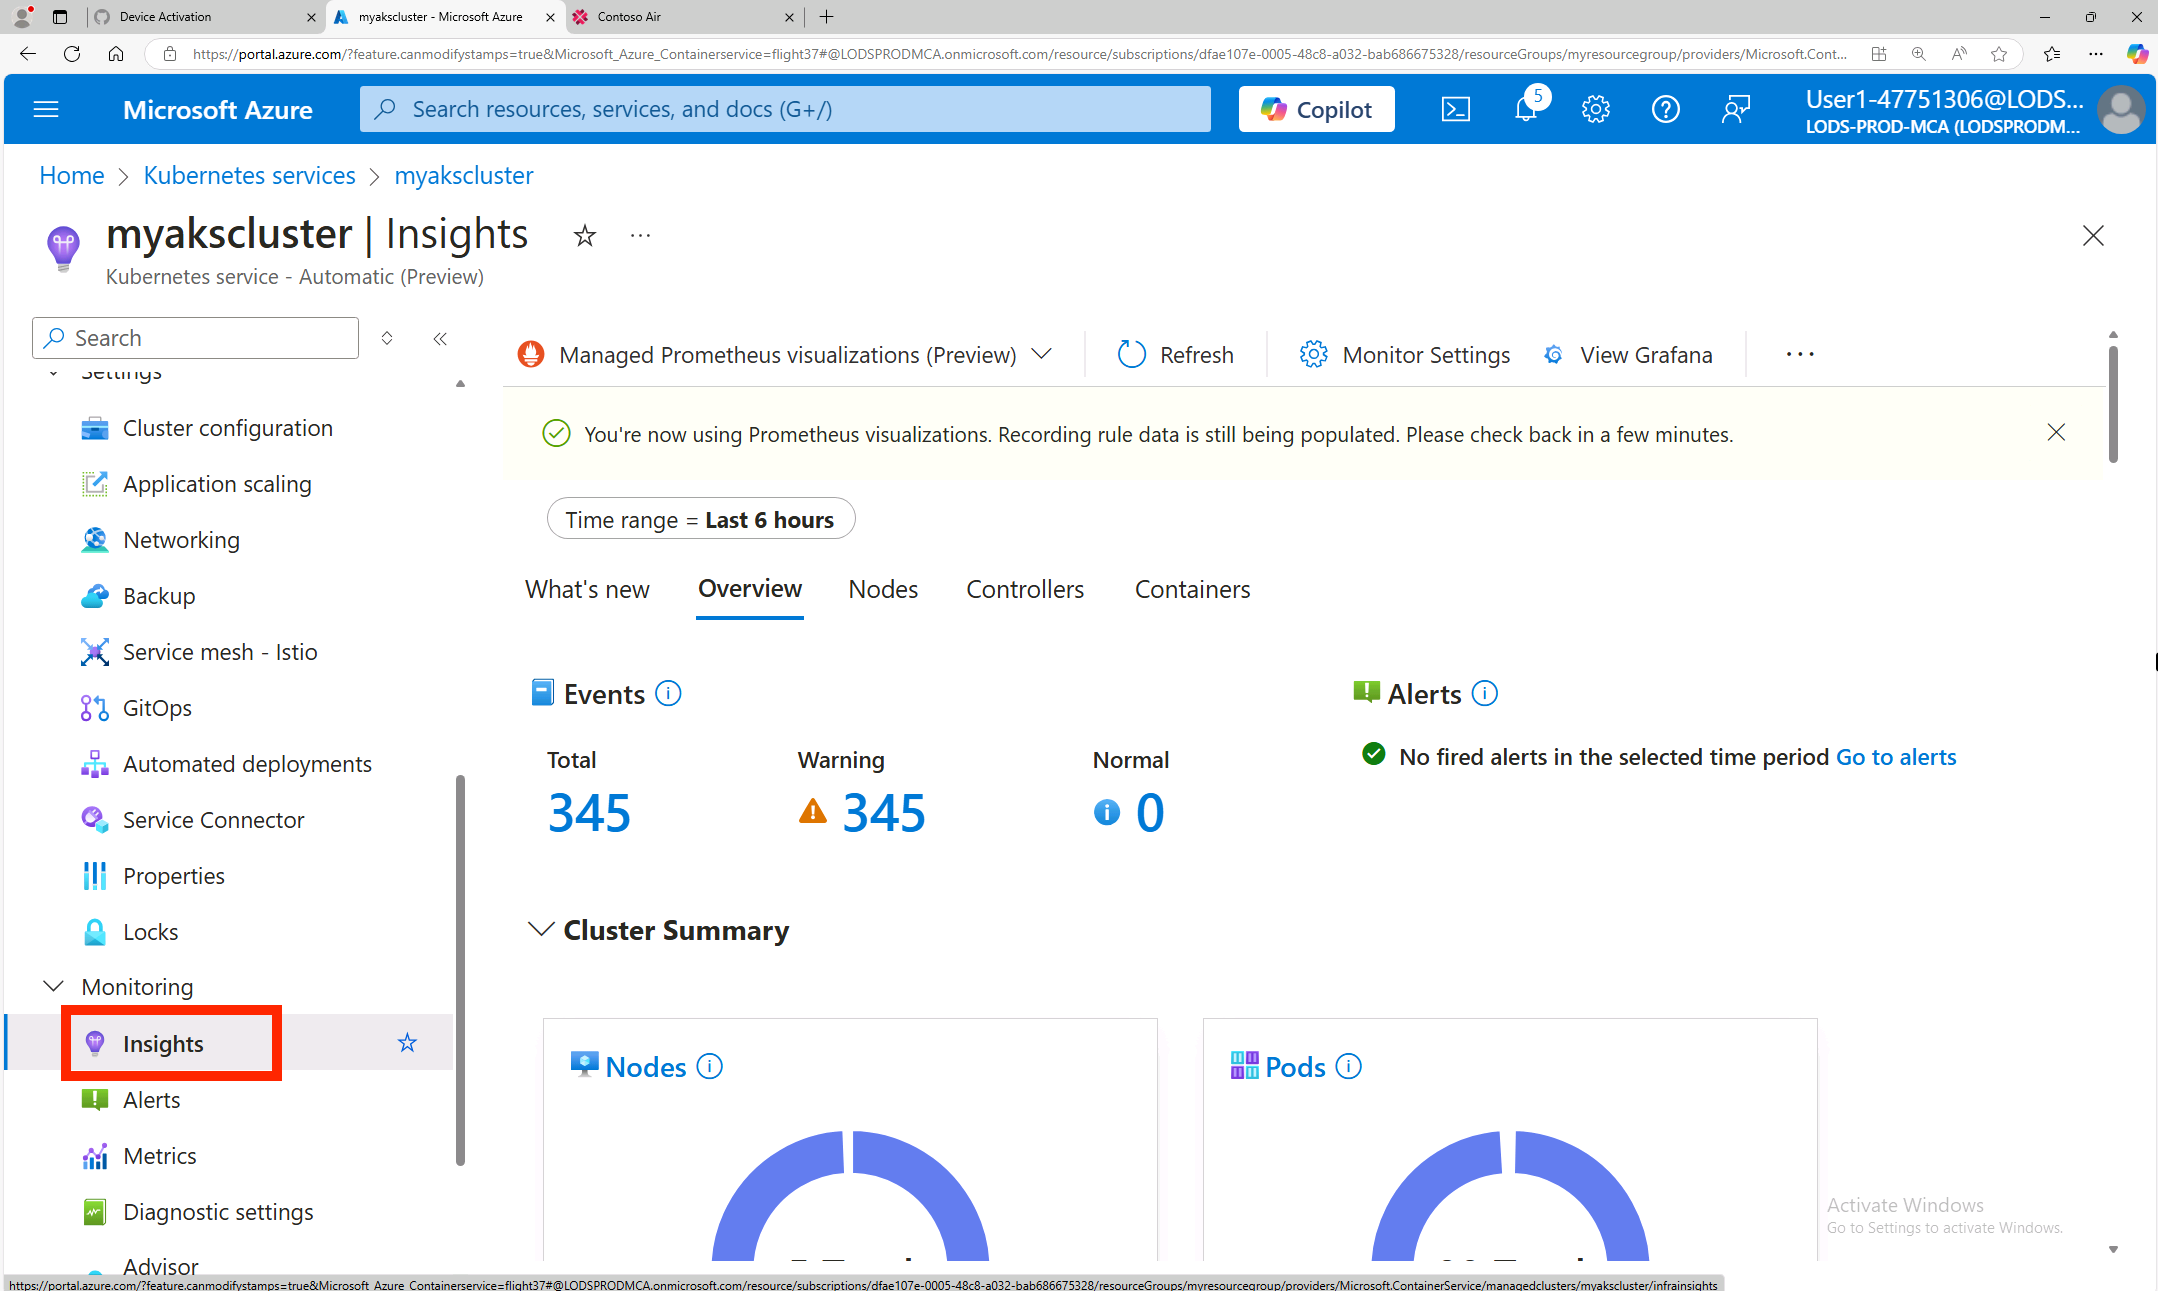 Device Activation
myakscluster - Microsoft Azure
Contoso Air
https://portal.azure.com/?feature.canmodifystamps=true&Microsoft_Azure_Containerservice=flight37#@LODSPRODMCA.onmicrosoft.com/resource/subscriptions/dfae107e-0005-48c8-a032-bab686675328/resourceGroups/myresourcegroup/providers/Microsoft.Cont...
Microsoft Azure
Search resources, services, and docs (G+/)
Copilot
5
User1-47751306@LODS...
LODS-PROD-MCA (LODSPRODM...
Home > Kubernetes services > myakscluster
myakscluster | Insights
Kubernetes service - Automatic (Preview)
Search
Settings
Cluster configuration
Application scaling
Networking
Backup
Service mesh - Istio
GitOps
Automated deployments
Service Connector
Properties
Locks
Monitoring
Insights
Alerts
Metrics
Diagnostic settings
Advisor
Managed Prometheus visualizations (Preview)
Refresh
Monitor Settings
View Grafana
You're now using Prometheus visualizations. Recording rule data is still being populated. Please check back in a few minutes.
Time range = Last 6 hours
What's new
Overview
Nodes
Controllers
Containers
Events
Total
Warning
Normal
345
345
0
Alerts
No fired alerts in the selected time period Go to alerts
Cluster Summary
Nodes
Pods
Activate Windows
Go to Settings to activate Windows.
https://portal.azure.com/?feature.canmodifystamps=true&Microsoft_Azure_Containerservice=flight37#@LODSPRODMCA.onmicrosoft.com/resource/subscriptions/dfae107e-0005-48c8-a032-bab686675328/resourceGroups/myresourcegroup/providers/Microsoft.ContainerService/managedclusters/myakscluster/infrainsights